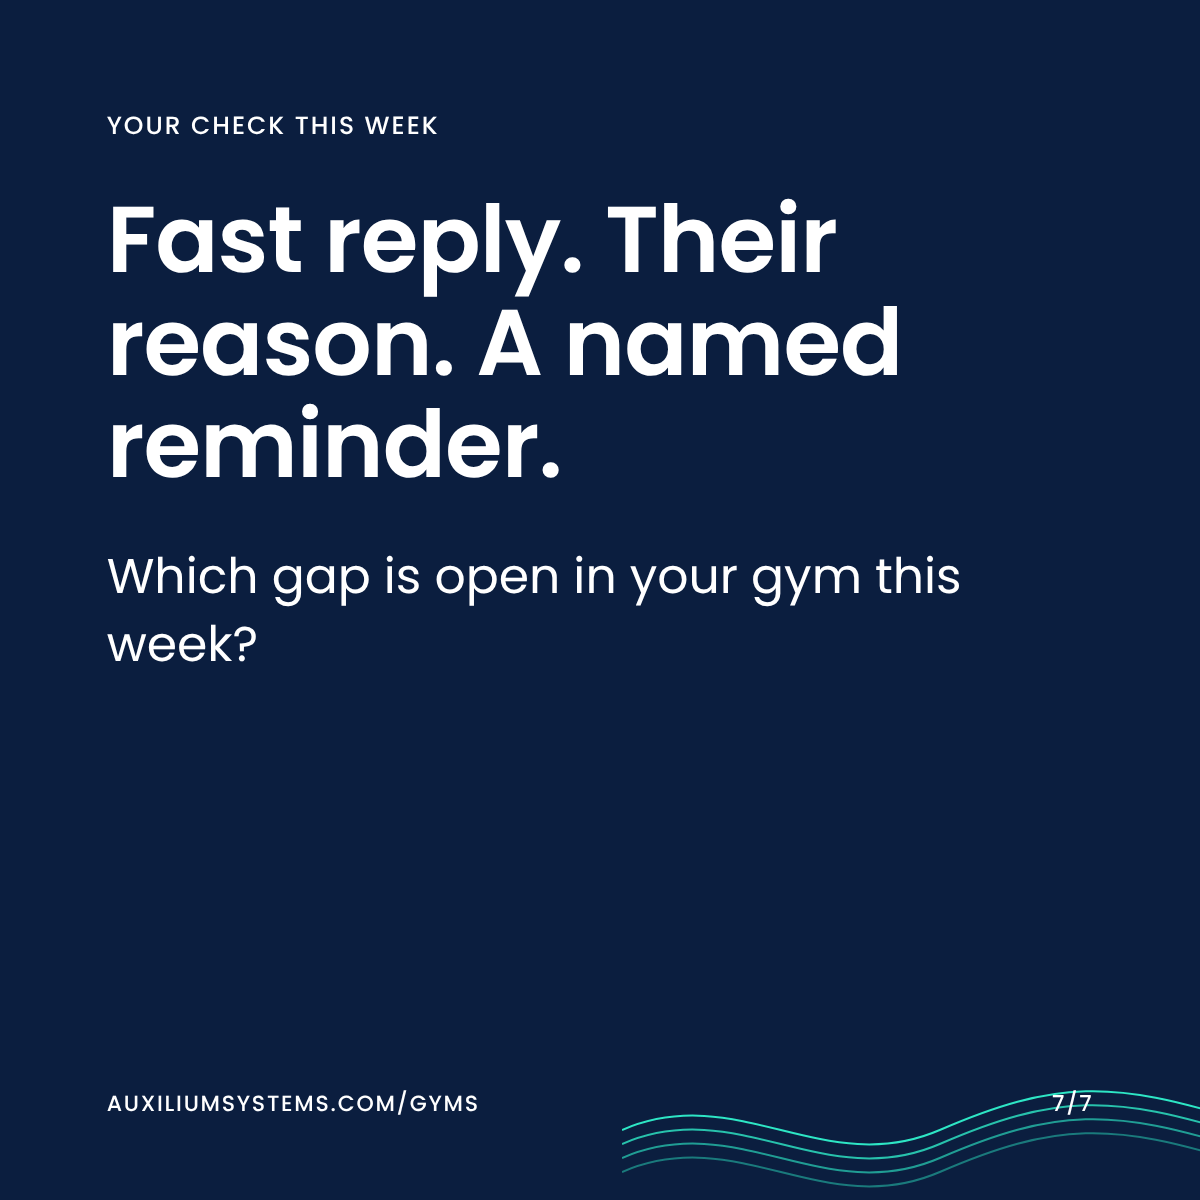 YOUR CHECK THIS WEEK
Fast reply. Their
reason. A named
reminder.
Which gap is open in your gym this
week?
AUXILIUMSYSTEMS.COM/GYMS
7/7